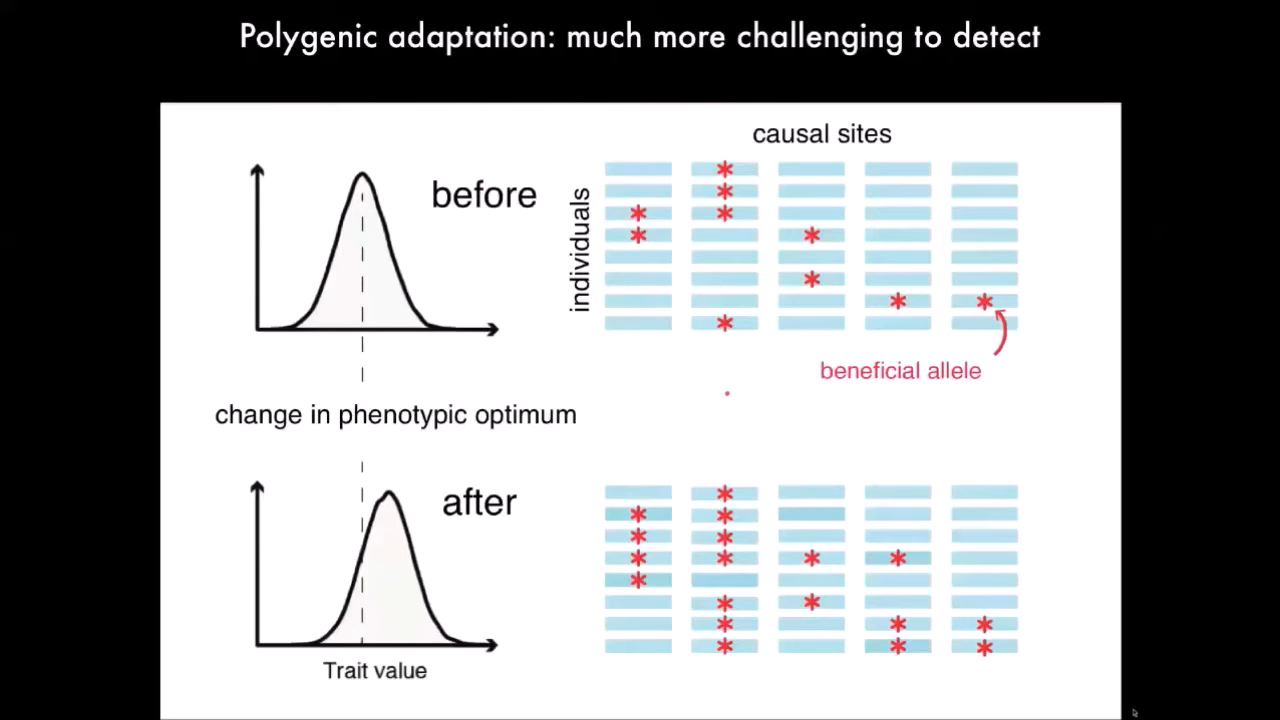 Polygenic adaptation: much more challenging to detect
causal sites
before
individuals
beneficial allele
change in phenotypic optimum
after
Trait value